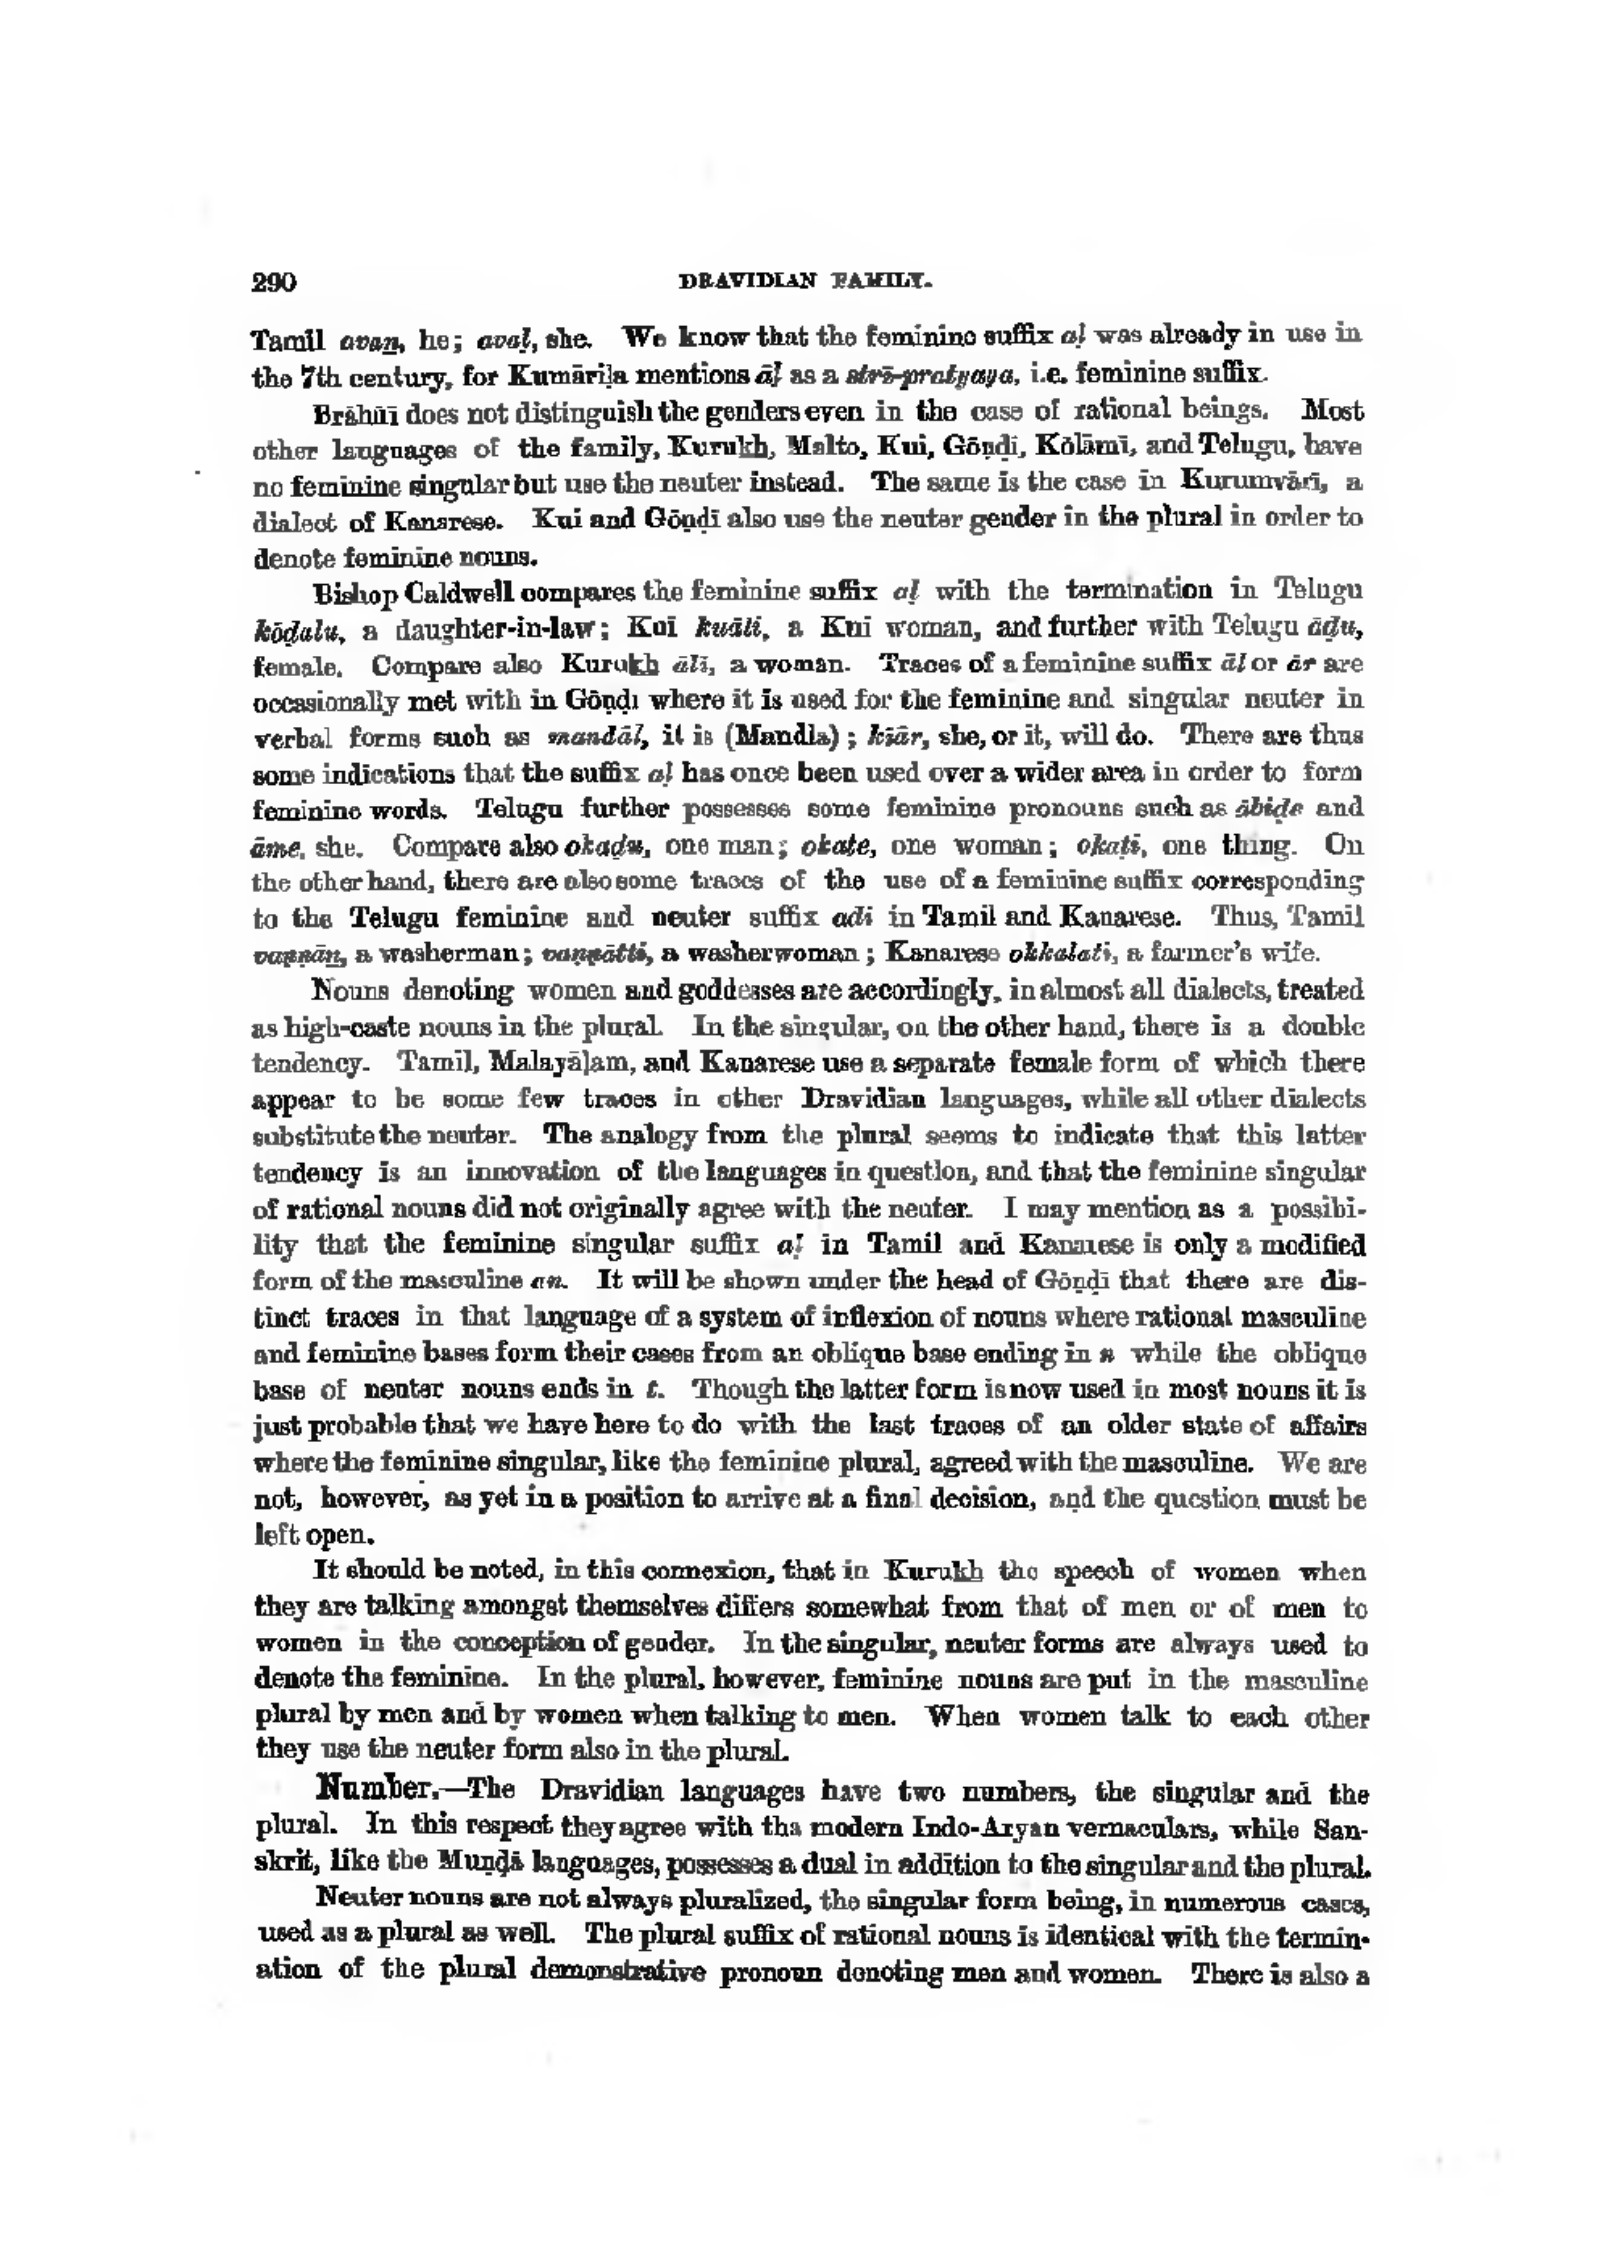 290 DRAVIDIAN FAMILY.
Tamil avaṉ, he; avaḷ, she. We know that the feminine suffix aḷ was already in use in
the 7th century, for Kumārila mentions āḷ as a strī-pratyaya, i.e. feminine suffix.
Brāhūī does not distinguish the genders even in the case of rational beings. Most
other languages of the family, Kuruk͟h, Malto, Kui, Gōṇḍī, Kōlāmī, and Telugu, have
no feminine singular but use the neuter instead. The same is the case in Kurumvārī, a
dialect of Kanarese. Kui and Gōṇḍī also use the neuter gender in the plural in order to
denote feminine nouns.
Bishop Caldwell compares the feminine suffix aḷ with the termination in Telugu
kōḍalu, a daughter-in-law; Kui kuāli, a Kui woman, and further with Telugu āḍu,
female. Compare also Kuruk͟h ālī, a woman. Traces of a feminine suffix āl or ār are
occasionally met with in Gōṇḍī where it is used for the feminine and singular neuter in
verbal forms such as mandāl, it is (Mandla); kīār, she, or it, will do. There are thus
some indications that the suffix aḷ has once been used over a wider area in order to form
feminine words. Telugu further possesses some feminine pronouns such as ābiḍe and
āme, she. Compare also okaḍu, one man; okate, one woman; okaṭi, one thing. On
the other hand, there are also some traces of the use of a feminine suffix corresponding
to the Telugu feminine and neuter suffix adi in Tamil and Kanarese. Thus, Tamil
vaṇṇāṉ, a washerman; vaṇṇātti, a washerwoman; Kanarese okkalati, a farmer's wife.
Nouns denoting women and goddesses are accordingly, in almost all dialects, treated
as high-caste nouns in the plural. In the singular, on the other hand, there is a double
tendency. Tamil, Malayāḷam, and Kanarese use a separate female form of which there
appear to be some few traces in other Dravidian languages, while all other dialects
substitute the neuter. The analogy from the plural seems to indicate that this latter
tendency is an innovation of the languages in question, and that the feminine singular
of rational nouns did not originally agree with the neuter. I may mention as a possibi-
lity that the feminine singular suffix aḷ in Tamil and Kanarese is only a modified
form of the masculine an. It will be shown under the head of Gōṇḍī that there are dis-
tinct traces in that language of a system of inflexion of nouns where rational masculine
and feminine bases form their cases from an oblique base ending in n while the oblique
base of neuter nouns ends in t. Though the latter form is now used in most nouns it is
just probable that we have here to do with the last traces of an older state of affairs
where the feminine singular, like the feminine plural, agreed with the masculine. We are
not, however, as yet in a position to arrive at a final decision, and the question must be
left open.
It should be noted, in this connexion, that in Kuruk͟h the speech of women when
they are talking amongst themselves differs somewhat from that of men or of men to
women in the conception of gender. In the singular, neuter forms are always used to
denote the feminine. In the plural, however, feminine nouns are put in the masculine
plural by men and by women when talking to men. When women talk to each other
they use the neuter form also in the plural.
Number.—The Dravidian languages have two numbers, the singular and the
plural. In this respect they agree with the modern Indo-Aryan vernaculars, while San-
skrit, like the Muṇḍā languages, possesses a dual in addition to the singular and the plural.
Neuter nouns are not always pluralized, the singular form being, in numerous cases,
used as a plural as well. The plural suffix of rational nouns is identical with the termin-
ation of the plural demonstrative pronoun denoting men and women. There is also a